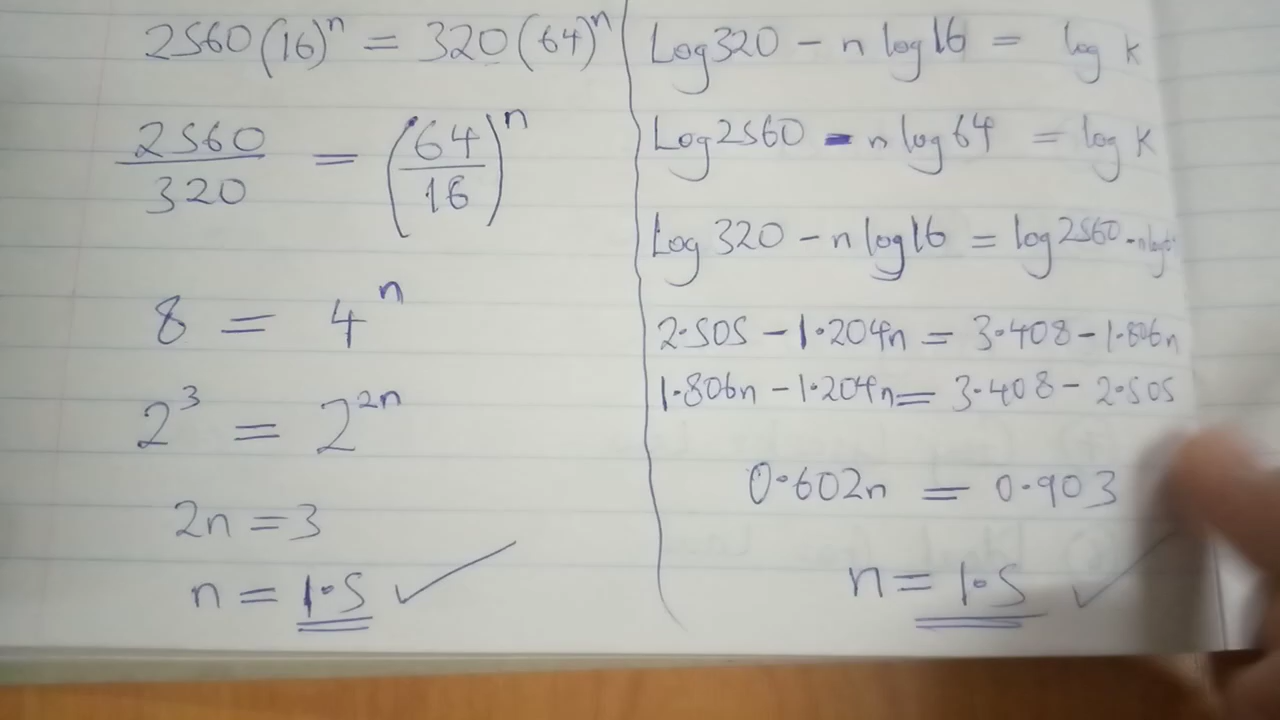 2560(16)^n = 320(64)^n
2560/320 = (64/16)^n
8 = 4^n
2^3 = 2^2n
2n = 3
n = 1.5 ✓
Log320 - n log16 = log k
Log2560 - n log64 = log k
Log 320 - n log16 = log2560 - n log
2.505 - 1.204n = 3.408 - 1.806n
1.806n - 1.204n = 3.408 - 2.505
0.602n = 0.903
n = 1.5 ✓